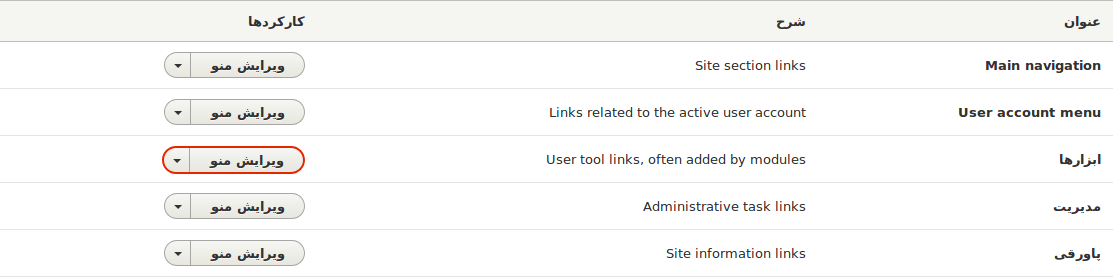 عنوان شرح کارکردها
Main navigation Site section links ویرایش منو
User account menu Links related to the active user account ویرایش منو
ابزارها User tool links, often added by modules ویرایش منو
مدیریت Administrative task links ویرایش منو
پاورقی Site information links ویرایش منو